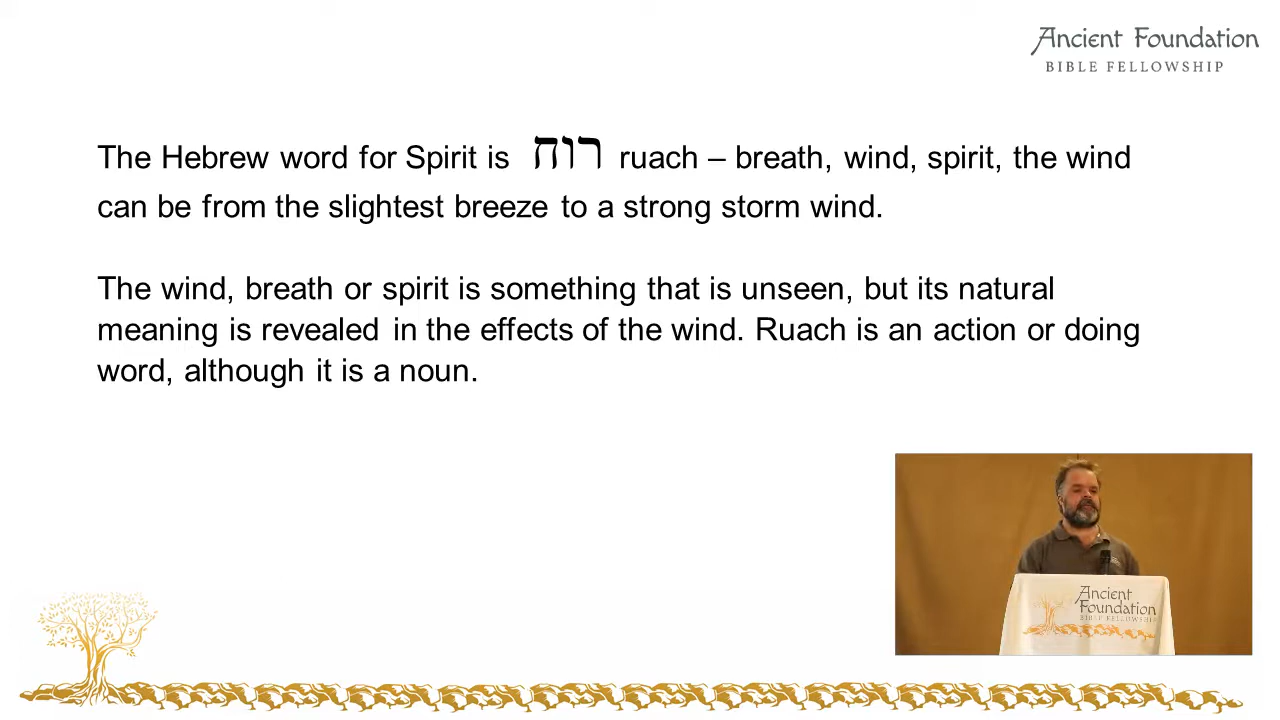 Ancient Foundation
BIBLE FELLOWSHIP
The Hebrew word for Spirit is רוח ruach – breath, wind, spirit, the wind
can be from the slightest breeze to a strong storm wind.
The wind, breath or spirit is something that is unseen, but its natural
meaning is revealed in the effects of the wind. Ruach is an action or doing
word, although it is a noun.
Ancient
Foundation
BIBLE FELLOWSHIP